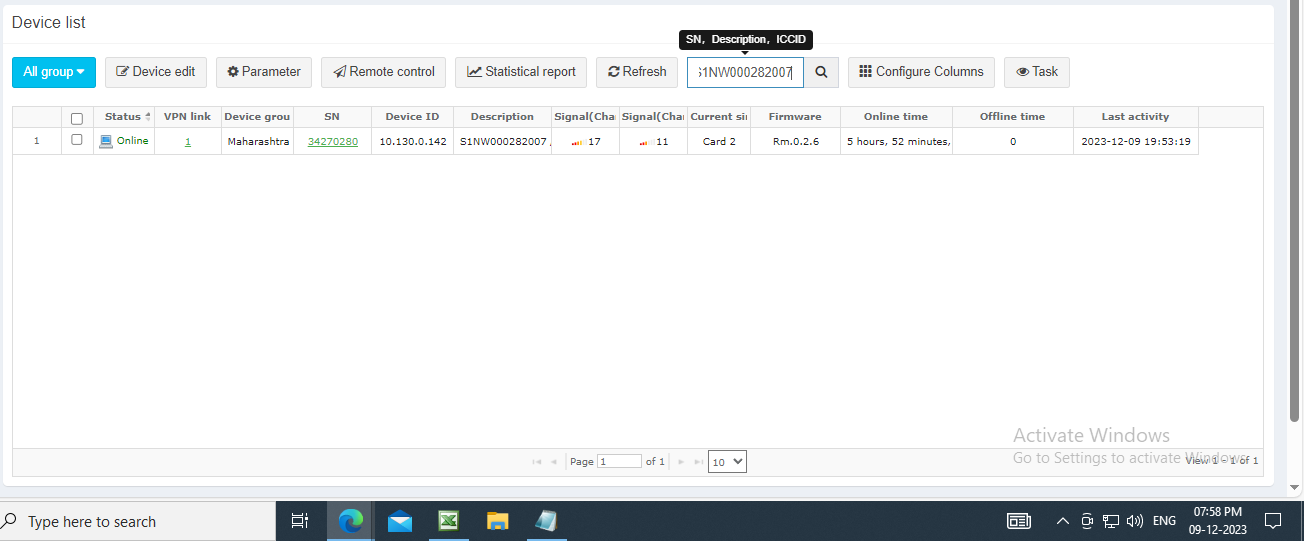 Device list
SN, Description, ICCID
All group Device edit Parameter Remote control Statistical report Refresh S1NW000282007 Configure Columns Task
Status VPN link Device grou SN Device ID Description Signal(Cha Signal(Cha Current sin Firmware Online time Offline time Last activity
1 Online 1 Maharashtra 34270280 10.130.0.142 S1NW000282007 , 17 11 Card 2 Rm.0.2.6 5 hours, 52 minutes, 0 2023-12-09 19:53:19
Activate Windows
Go to Settings to activate Windows.
Page 1 of 1 10 View 1 - 1 of 1
Type here to search ENG 07:58 PM
09-12-2023